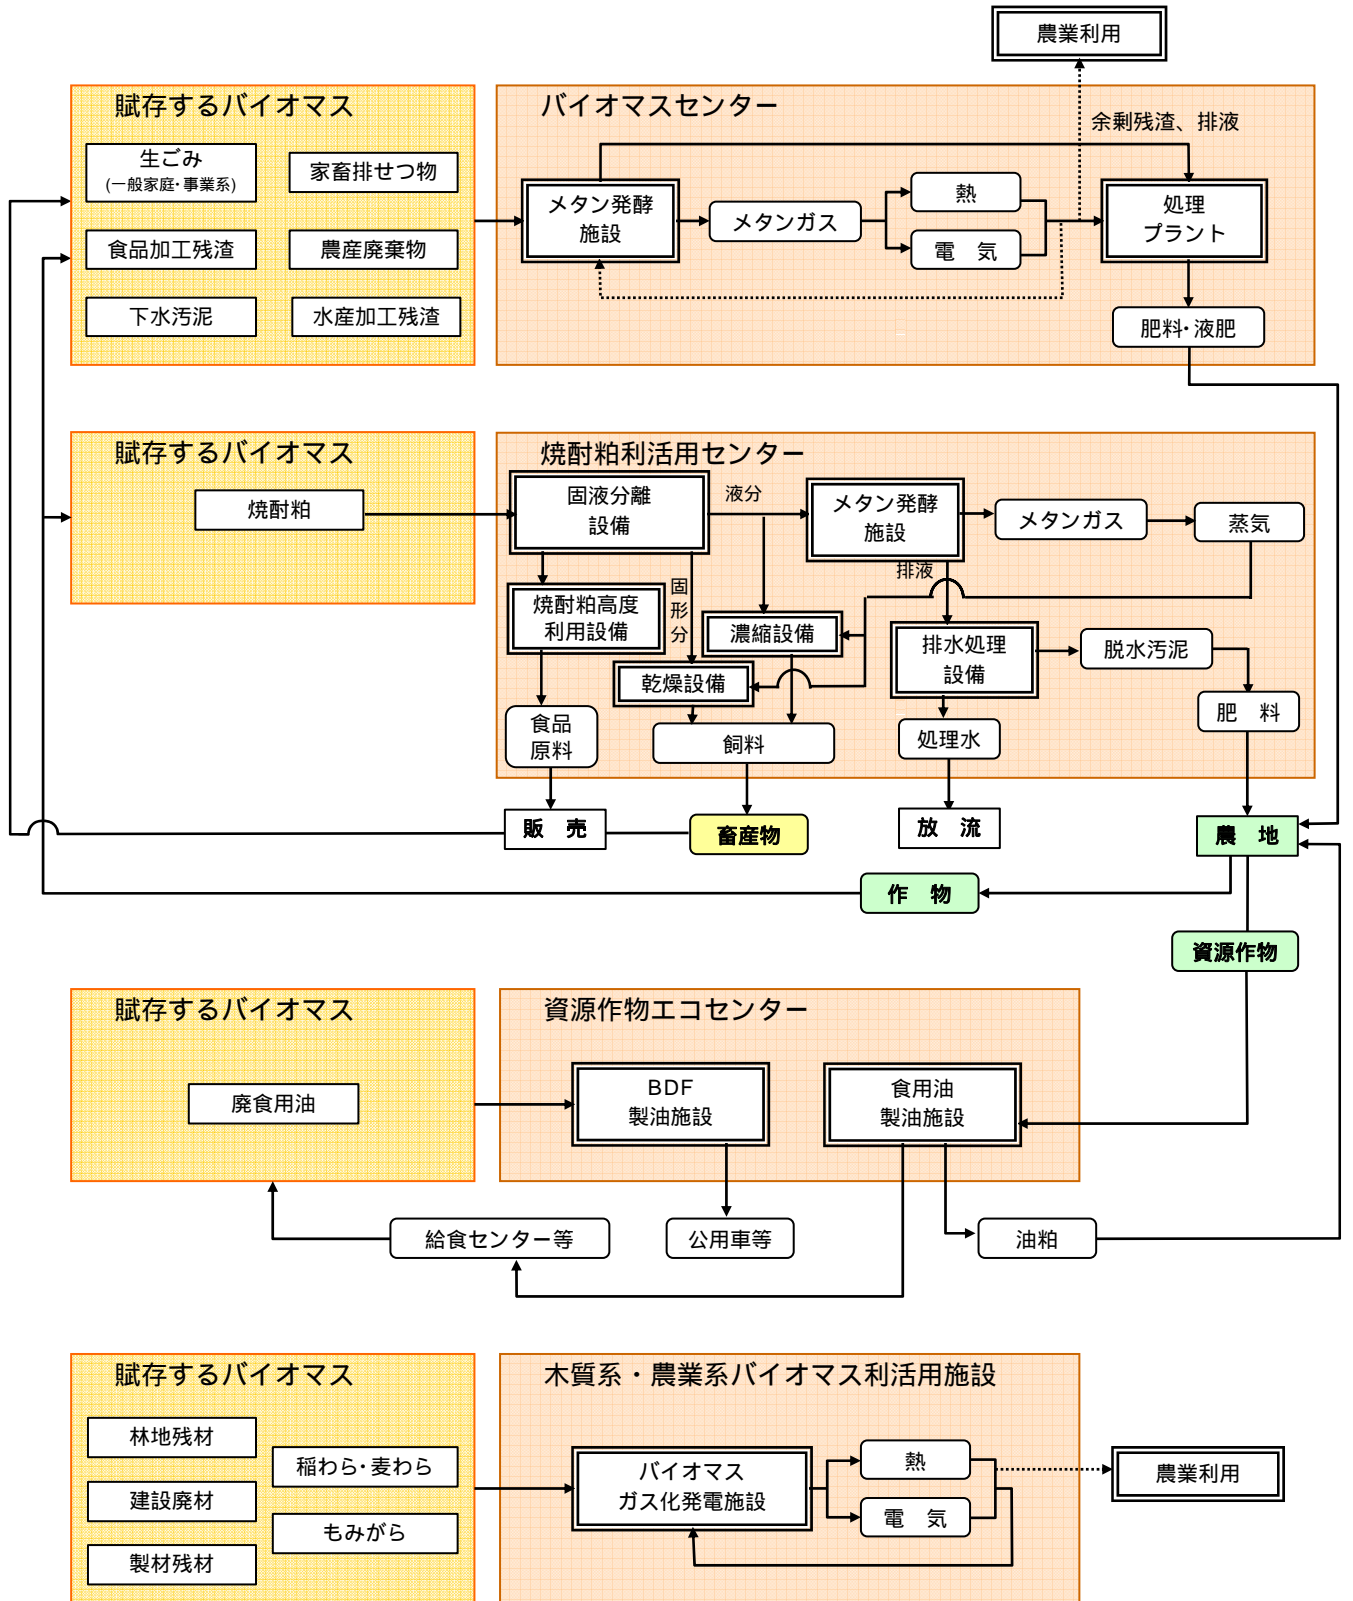 農業利用
賦存するバイオマス
生ごみ
(一般家庭・事業系)
家畜排せつ物
食品加工残渣
農産廃棄物
下水汚泥
水産加工残渣
バイオマスセンター
余剰残渣、排液
メタン発酵
施設
メタンガス
熱
電　気
処理
プラント
肥料・液肥
賦存するバイオマス
焼酎粕
焼酎粕利活用センター
固液分離
設備
液分
メタン発酵
施設
メタンガス
蒸気
排液
固
形
分
焼酎粕高度
利用設備
濃縮設備
乾燥設備
排水処理
設備
脱水汚泥
肥　料
食品
原料
飼料
処理水
販　売
畜産物
放　流
農　地
作　物
資源作物
賦存するバイオマス
廃食用油
資源作物エコセンター
BDF
製油施設
食用油
製油施設
給食センター等
公用車等
油粕
賦存するバイオマス
林地残材
稲わら・麦わら
建設廃材
もみがら
製材残材
木質系・農業系バイオマス利活用施設
バイオマス
ガス化発電施設
熱
電　気
農業利用